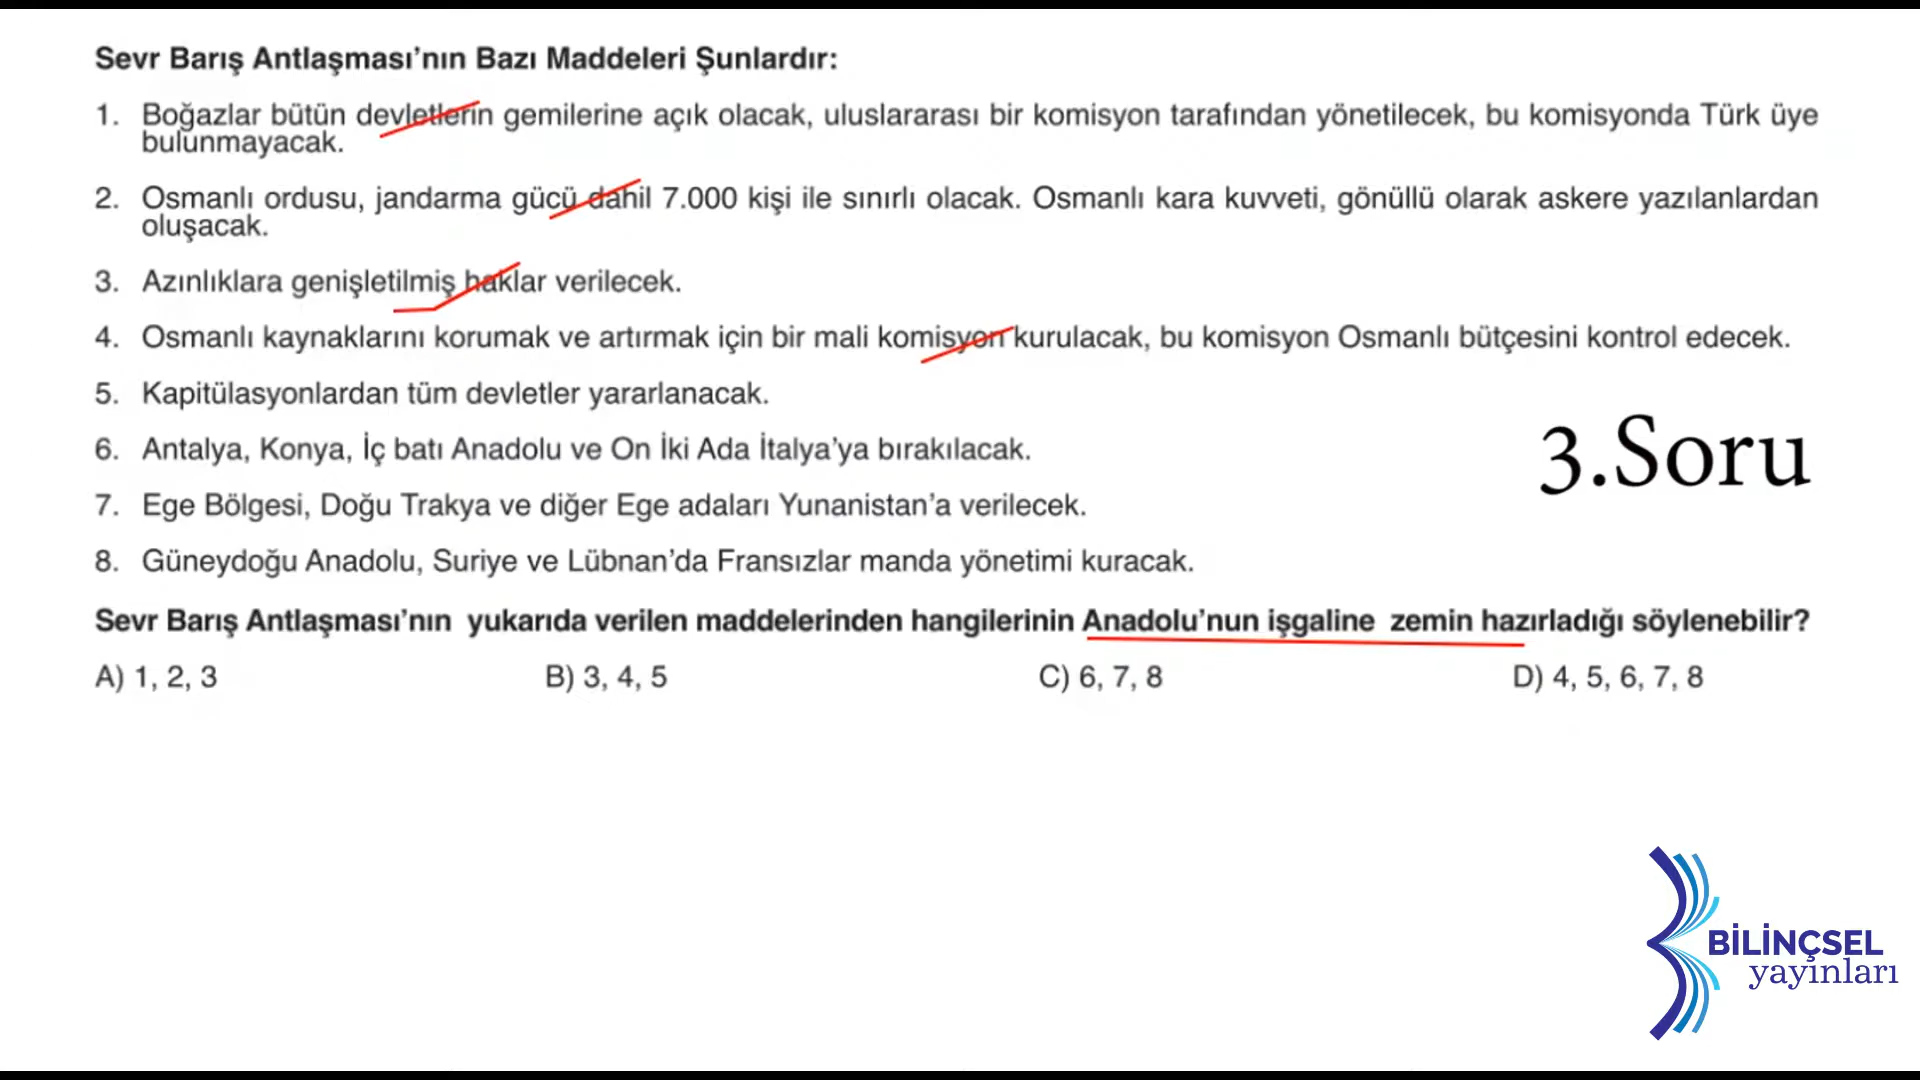 Sevr Barış Antlaşması’nın Bazı Maddeleri Şunlardır:
1. Boğazlar bütün devletlerin gemilerine açık olacak, uluslararası bir komisyon tarafından yönetilecek, bu komisyonda Türk üye
bulunmayacak.
2. Osmanlı ordusu, jandarma gücü dahil 7.000 kişi ile sınırlı olacak. Osmanlı kara kuvveti, gönüllü olarak askere yazılanlardan
oluşacak.
3. Azınlıklara genişletilmiş haklar verilecek.
4. Osmanlı kaynaklarını korumak ve artırmak için bir mali komisyon kurulacak, bu komisyon Osmanlı bütçesini kontrol edecek.
5. Kapitülasyonlardan tüm devletler yararlanacak.
3.Soru
6. Antalya, Konya, İç batı Anadolu ve On İki Ada İtalya’ya bırakılacak.
7. Ege Bölgesi, Doğu Trakya ve diğer Ege adaları Yunanistan’a verilecek.
8. Güneydoğu Anadolu, Suriye ve Lübnan’da Fransızlar manda yönetimi kuracak.
Sevr Barış Antlaşması’nın yukarıda verilen maddelerinden hangilerinin Anadolu’nun işgaline zemin hazırladığı söylenebilir?
A) 1, 2, 3 B) 3, 4, 5 C) 6, 7, 8 D) 4, 5, 6, 7, 8
BİLİNÇSEL
yayınları